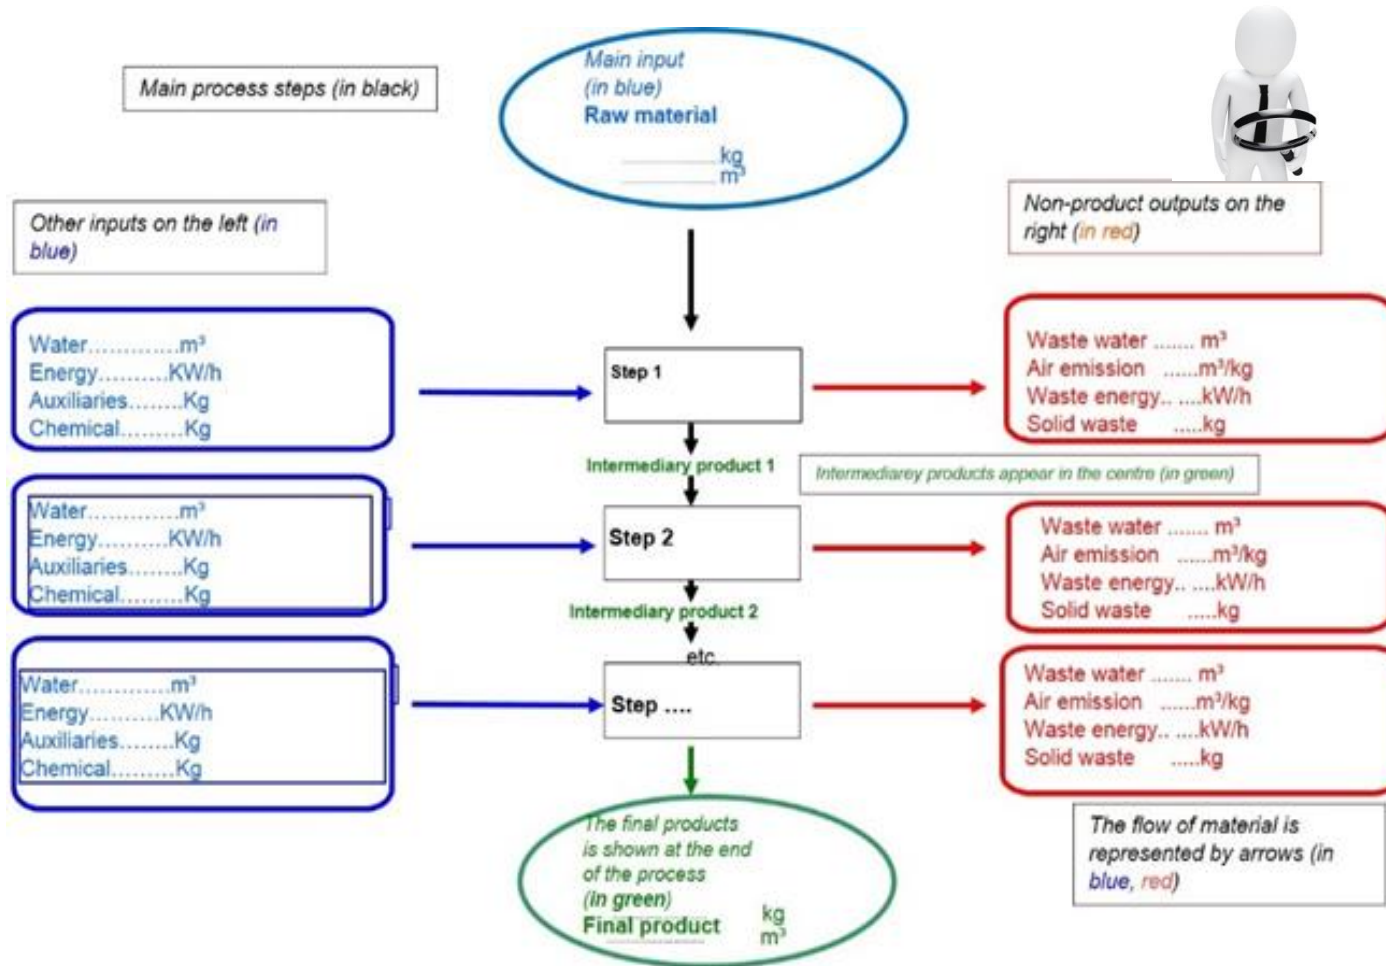 Main input
(in blue)
Raw material
............... kg
............... m³
Main process steps (in black)
Other inputs on the left (in
blue)
Non-product outputs on the
right (in red)
Water.............m³
Energy..........KW/h
Auxiliaries........Kg
Chemical.........Kg
Step 1
Waste water ....... m³
Air emission ......m³/kg
Waste energy.. ....kW/h
Solid waste .....kg
Intermediary product 1
Intermediarey products appear in the centre (in green)
Water.............m³
Energy..........KW/h
Auxiliaries........Kg
Chemical.........Kg
Step 2
Waste water ....... m³
Air emission ......m³/kg
Waste energy.. ....kW/h
Solid waste .....kg
Intermediary product 2
etc.
Water.............m³
Energy..........KW/h
Auxiliaries........Kg
Chemical.........Kg
Step ....
Waste water ....... m³
Air emission ......m³/kg
Waste energy.. ....kW/h
Solid waste .....kg
The final products
is shown at the end
of the process
(In green)
Final product
kg
m³
The flow of material is
represented by arrows (in
blue, red)